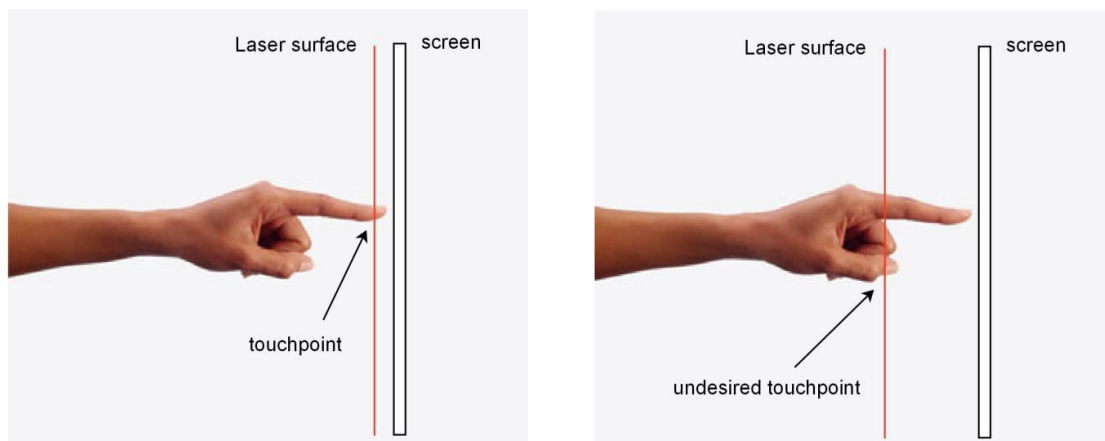 Laser surface
screen
touchpoint
Laser surface
screen
undesired touchpoint